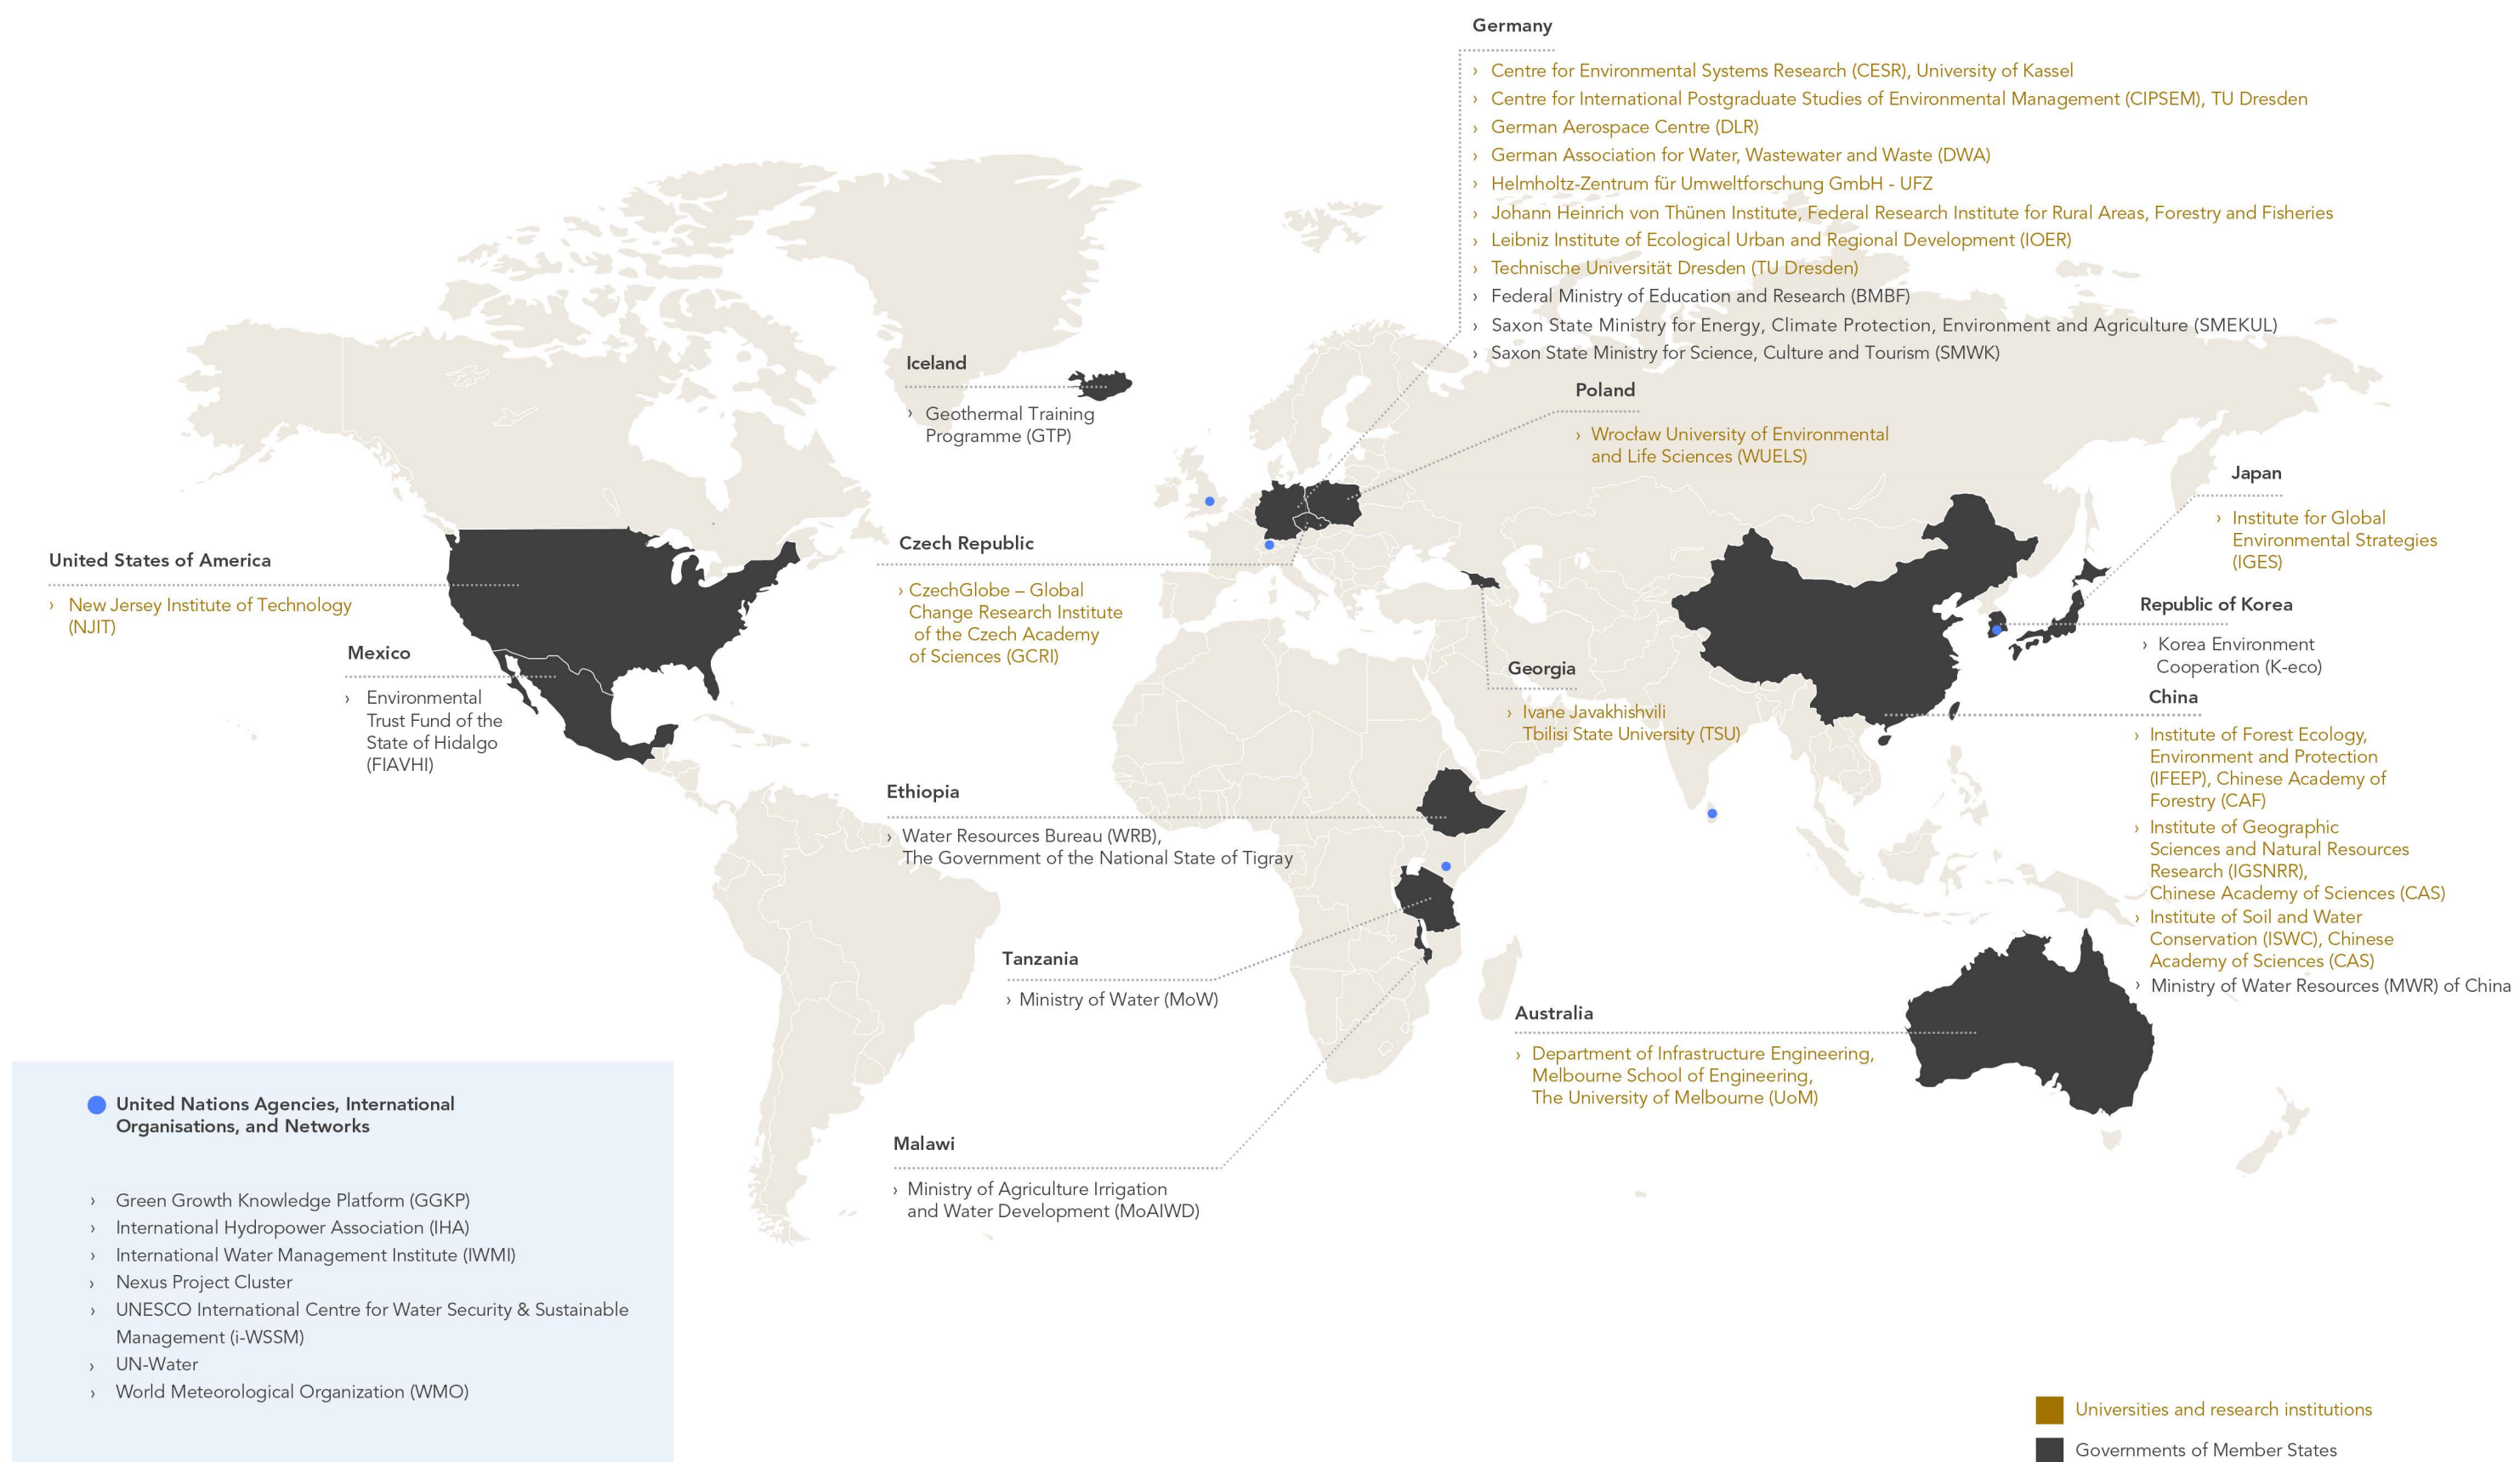 Germany
› Centre for Environmental Systems Research (CESR), University of Kassel
› Centre for International Postgraduate Studies of Environmental Management (CIPSEM), TU Dresden
› German Aerospace Centre (DLR)
› German Association for Water, Wastewater and Waste (DWA)
› Helmholtz-Zentrum für Umweltforschung GmbH - UFZ
› Johann Heinrich von Thünen Institute, Federal Research Institute for Rural Areas, Forestry and Fisheries
› Leibniz Institute of Ecological Urban and Regional Development (IOER)
› Technische Universität Dresden (TU Dresden)
› Federal Ministry of Education and Research (BMBF)
› Saxon State Ministry for Energy, Climate Protection, Environment and Agriculture (SMEKUL)
› Saxon State Ministry for Science, Culture and Tourism (SMWK)
Iceland
› Geothermal Training
Programme (GTP)
Poland
› Wrocław University of Environmental
and Life Sciences (WUELS)
Japan
› Institute for Global
Environmental Strategies
(IGES)
United States of America
› New Jersey Institute of Technology
(NJIT)
Czech Republic
› CzechGlobe – Global
Change Research Institute
of the Czech Academy
of Sciences (GCRI)
Republic of Korea
› Korea Environment
Cooperation (K-eco)
Mexico
› Environmental
Trust Fund of the
State of Hidalgo
(FIAVHI)
Georgia
› Ivane Javakhishvili
Tbilisi State University (TSU)
China
› Institute of Forest Ecology,
Environment and Protection
(IFEEP), Chinese Academy of
Forestry (CAF)
› Institute of Geographic
Sciences and Natural Resources
Research (IGSNRR),
Chinese Academy of Sciences (CAS)
› Institute of Soil and Water
Conservation (ISWC), Chinese
Academy of Sciences (CAS)
› Ministry of Water Resources (MWR) of China
Ethiopia
› Water Resources Bureau (WRB),
The Government of the National State of Tigray
Tanzania
› Ministry of Water (MoW)
Australia
› Department of Infrastructure Engineering,
Melbourne School of Engineering,
The University of Melbourne (UoM)
Malawi
› Ministry of Agriculture Irrigation
and Water Development (MoAIWD)
United Nations Agencies, International
Organisations, and Networks
› Green Growth Knowledge Platform (GGKP)
› International Hydropower Association (IHA)
› International Water Management Institute (IWMI)
› Nexus Project Cluster
› UNESCO International Centre for Water Security & Sustainable
Management (i-WSSM)
› UN-Water
› World Meteorological Organization (WMO)
Universities and research institutions
Governments of Member States